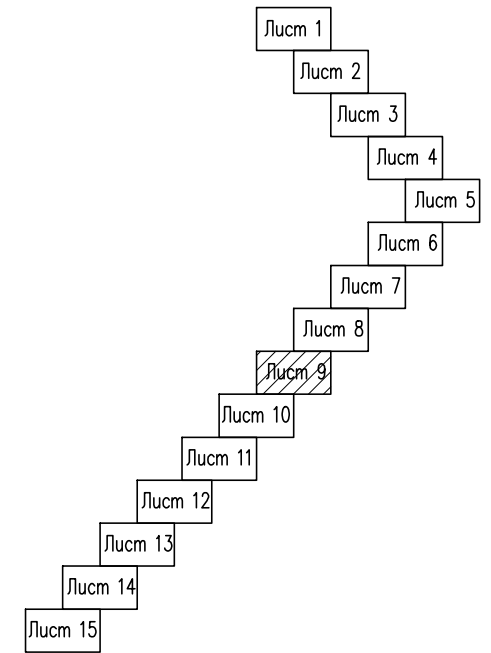 Лист 1
Лист 2
Лист 3
Лист 4
Лист 5
Лист 6
Лист 7
Лист 8
Лист 9
Лист 10
Лист 11
Лист 12
Лист 13
Лист 14
Лист 15